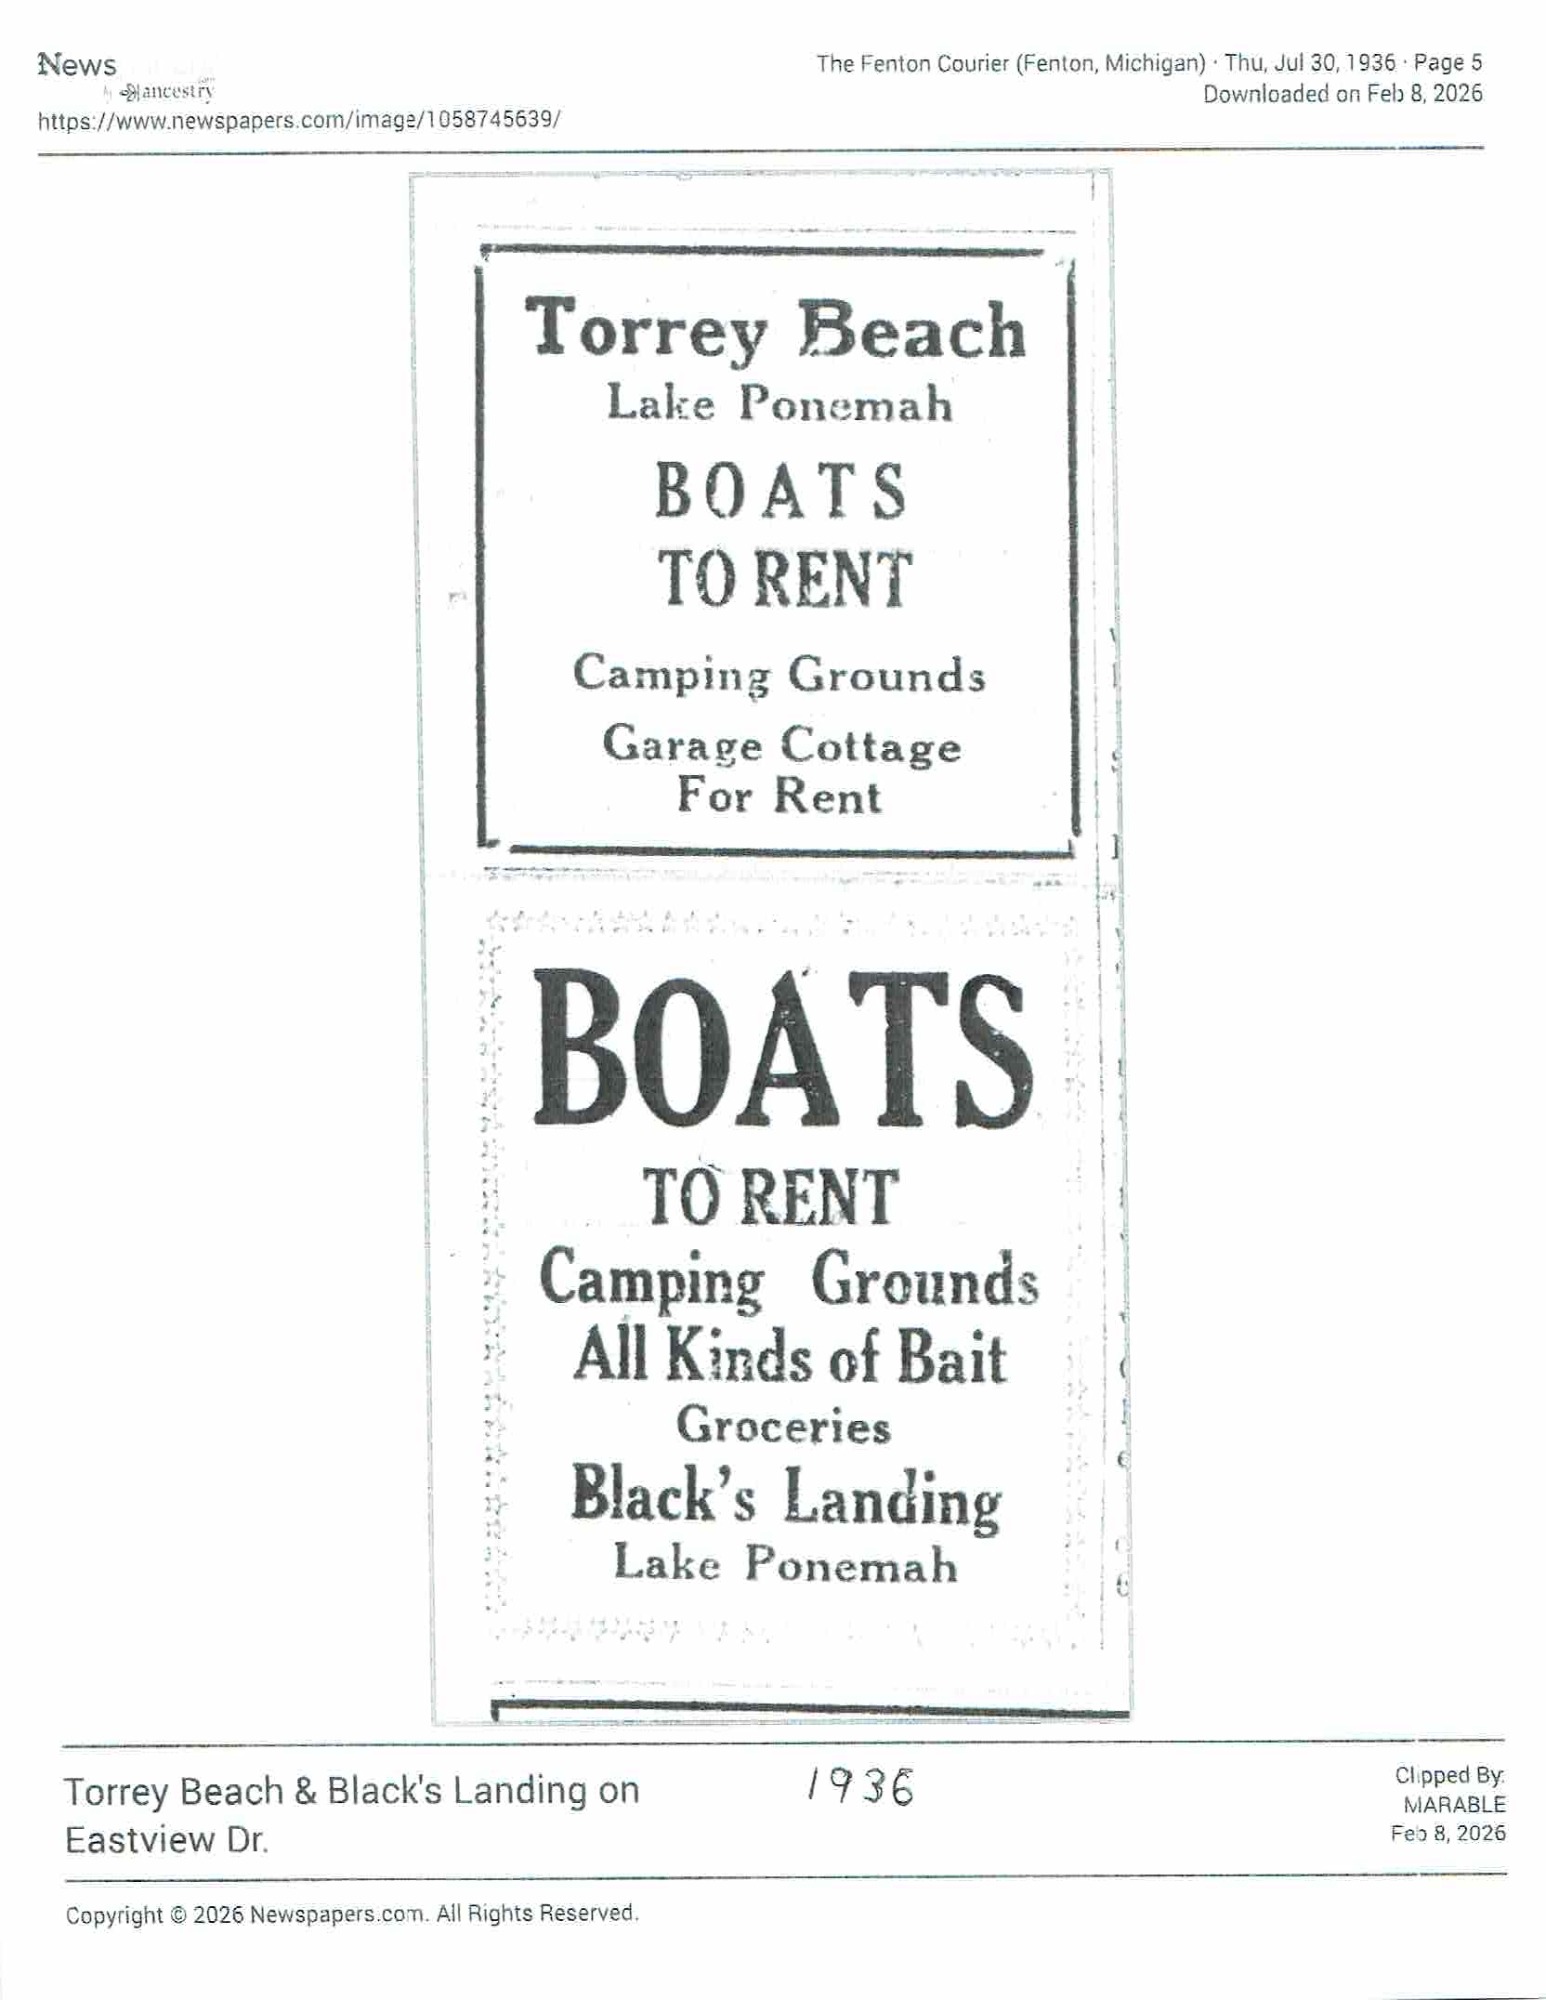 News
by ancestry
https://www.newspapers.com/image/1058745639/
The Fenton Courier (Fenton, Michigan) · Thu, Jul 30, 1936 · Page 5
Downloaded on Feb 8, 2026
Torrey Beach
Lake Ponemah
BOATS
TO RENT
Camping Grounds
Garage Cottage
For Rent
BOATS
TO RENT
Camping Grounds
All Kinds of Bait
Groceries
Black's Landing
Lake Ponemah
Torrey Beach & Black's Landing on
Eastview Dr.
1936
Clipped By:
MARABLE
Feb 8, 2026
Copyright © 2026 Newspapers.com. All Rights Reserved.